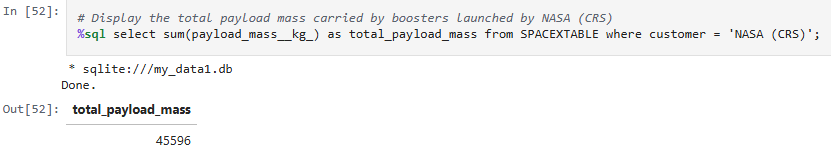 In [52]: # Display the total payload mass carried by boosters launched by NASA (CRS)
%sql select sum(payload_mass__kg_) as total_payload_mass from SPACEXTABLE where customer = 'NASA (CRS)';
* sqlite:///my_data1.db
Done.
Out[52]: total_payload_mass
45596